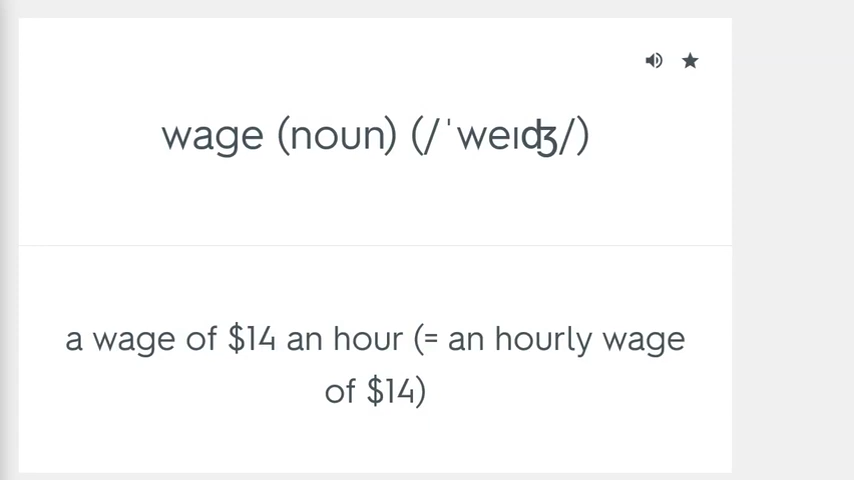 wage (noun) (/ˈweɪʤ/)
a wage of $14 an hour (= an hourly wage
of $14)